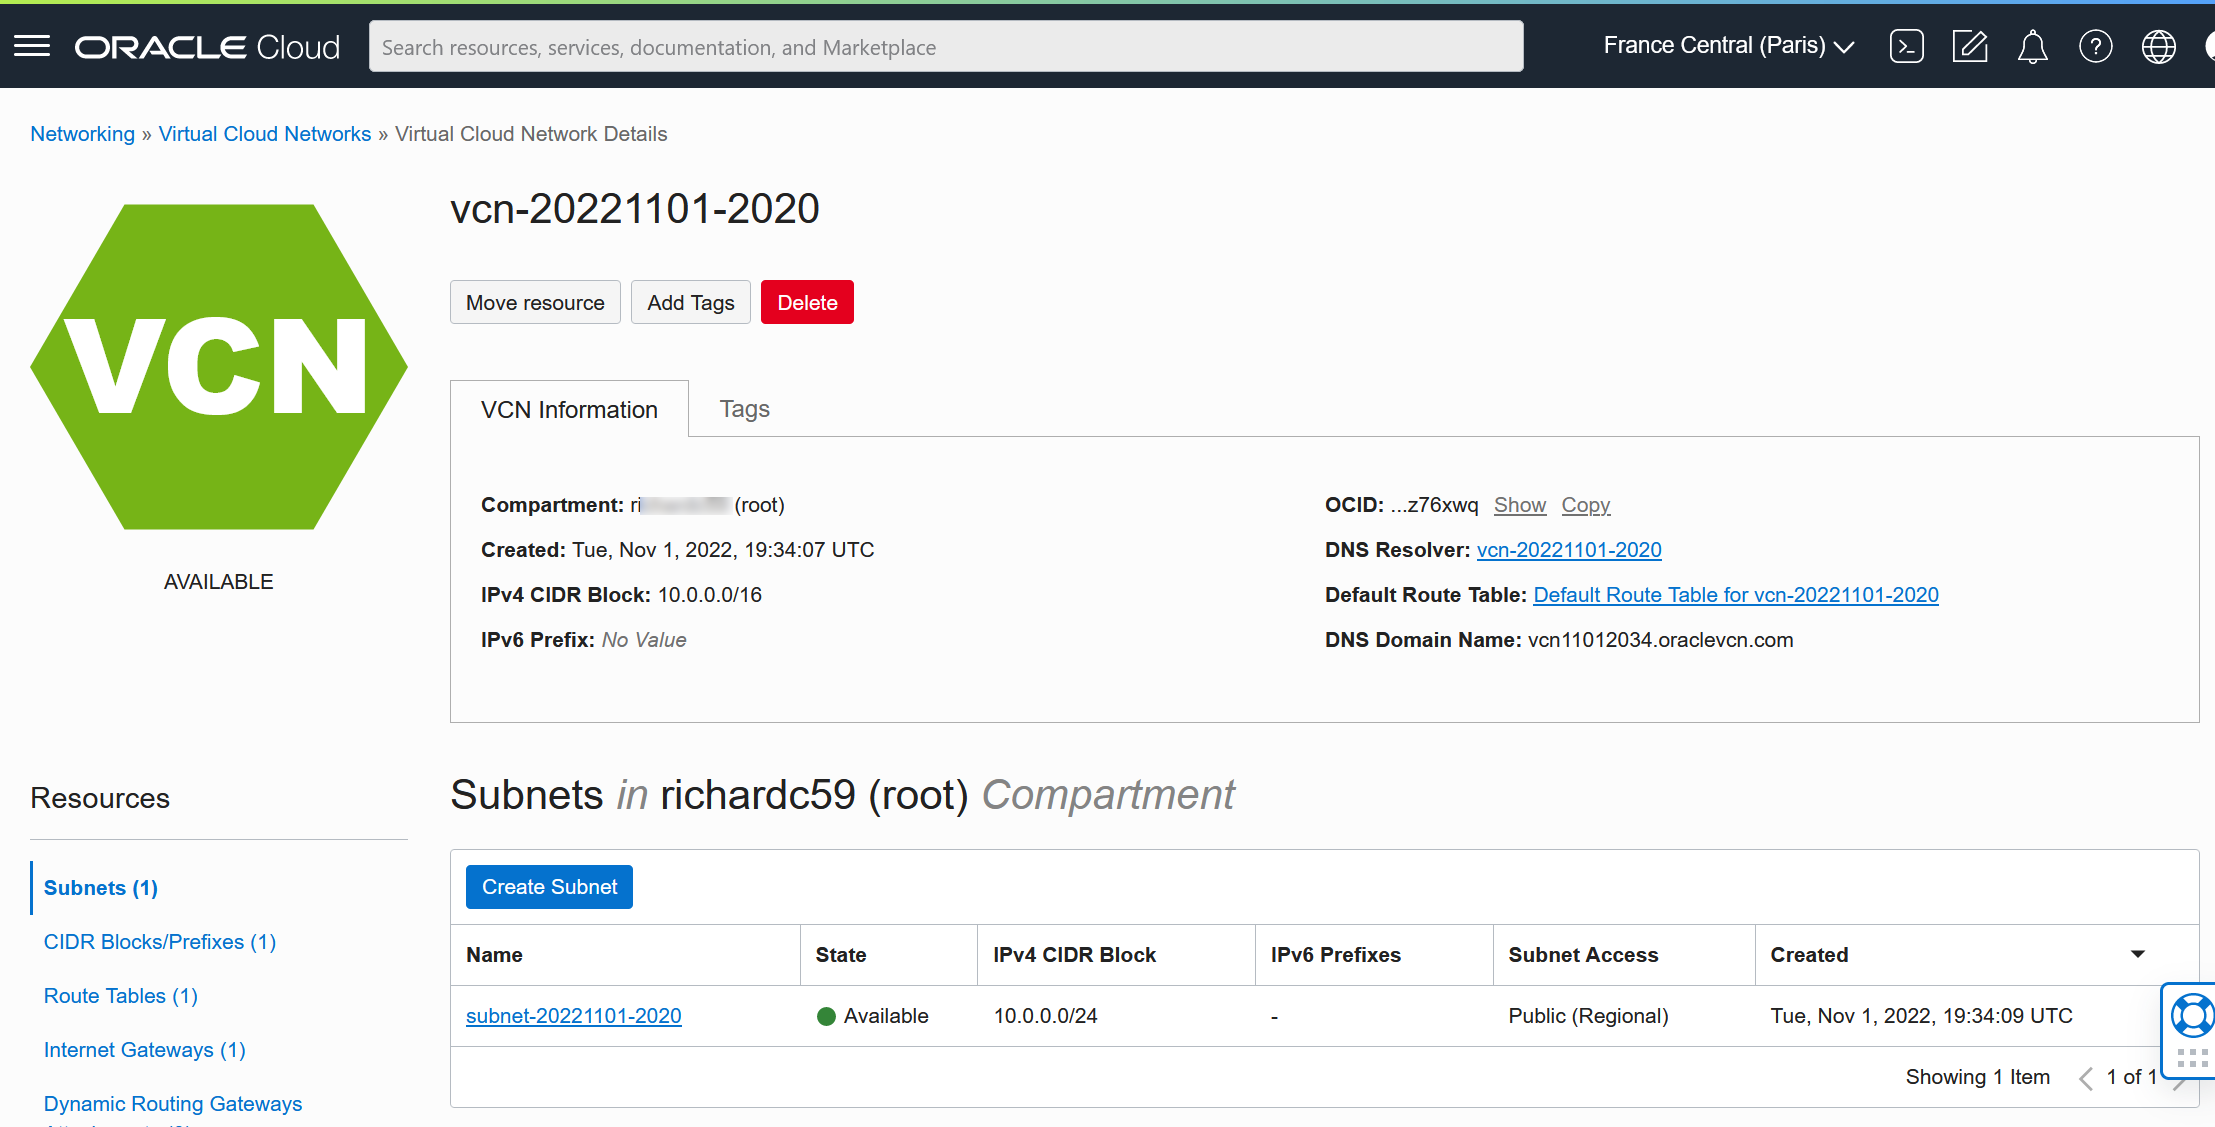 ORACLE Cloud
Search resources, services, documentation, and Marketplace
France Central (Paris)
Networking » Virtual Cloud Networks » Virtual Cloud Network Details
VCN
AVAILABLE
vcn-20221101-2020
Move resource Add Tags Delete
VCN Information Tags
Compartment: (root)
Created: Tue, Nov 1, 2022, 19:34:07 UTC
IPv4 CIDR Block: 10.0.0.0/16
IPv6 Prefix: No Value
OCID: ...z76xwq Show Copy
DNS Resolver: vcn-20221101-2020
Default Route Table: Default Route Table for vcn-20221101-2020
DNS Domain Name: vcn11012034.oraclevcn.com
Resources
Subnets (1)
CIDR Blocks/Prefixes (1)
Route Tables (1)
Internet Gateways (1)
Dynamic Routing Gateways
Subnets in richardc59 (root) Compartment
Create Subnet
Name State IPv4 CIDR Block IPv6 Prefixes Subnet Access Created
subnet-20221101-2020 Available 10.0.0.0/24 - Public (Regional) Tue, Nov 1, 2022, 19:34:09 UTC
Showing 1 Item 1 of 1